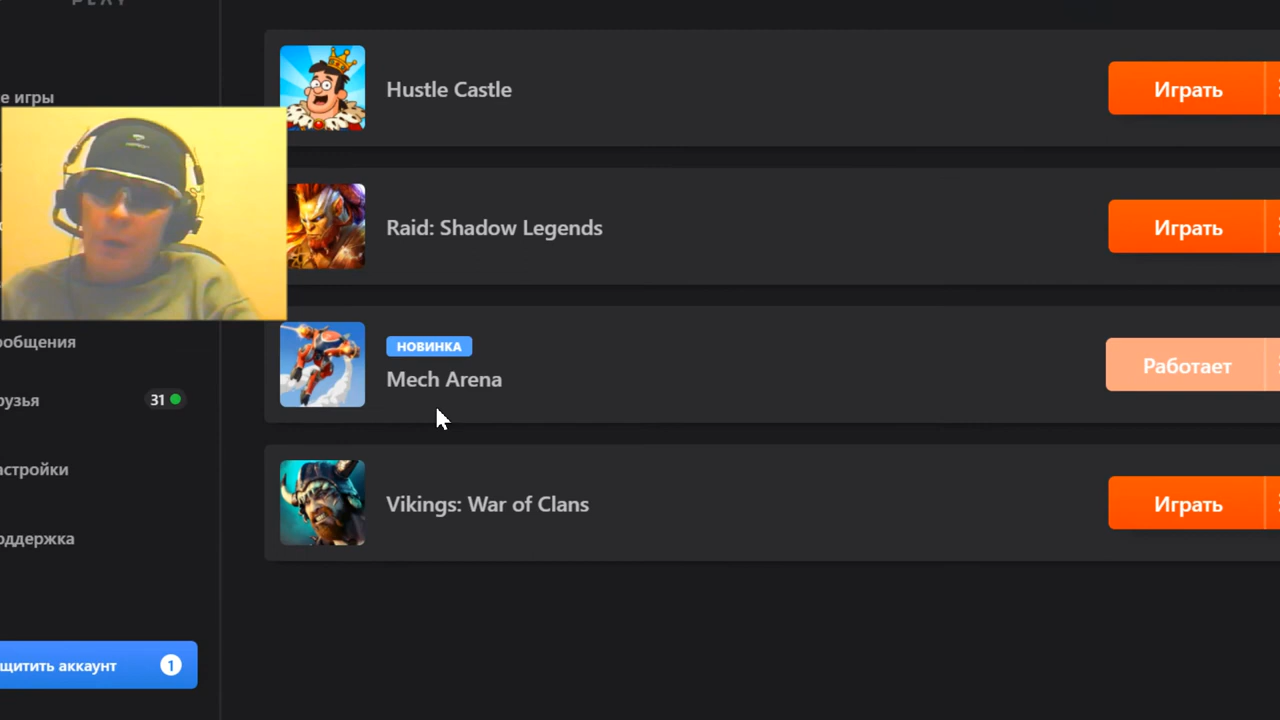 PLAY
е игры
Hustle Castle
Играть
Raid: Shadow Legends
Играть
ообщения
НОВИНКА
Mech Arena
Работает
рузья
31
астройки
Vikings: War of Clans
Играть
оддержка
щитить аккаунт
1